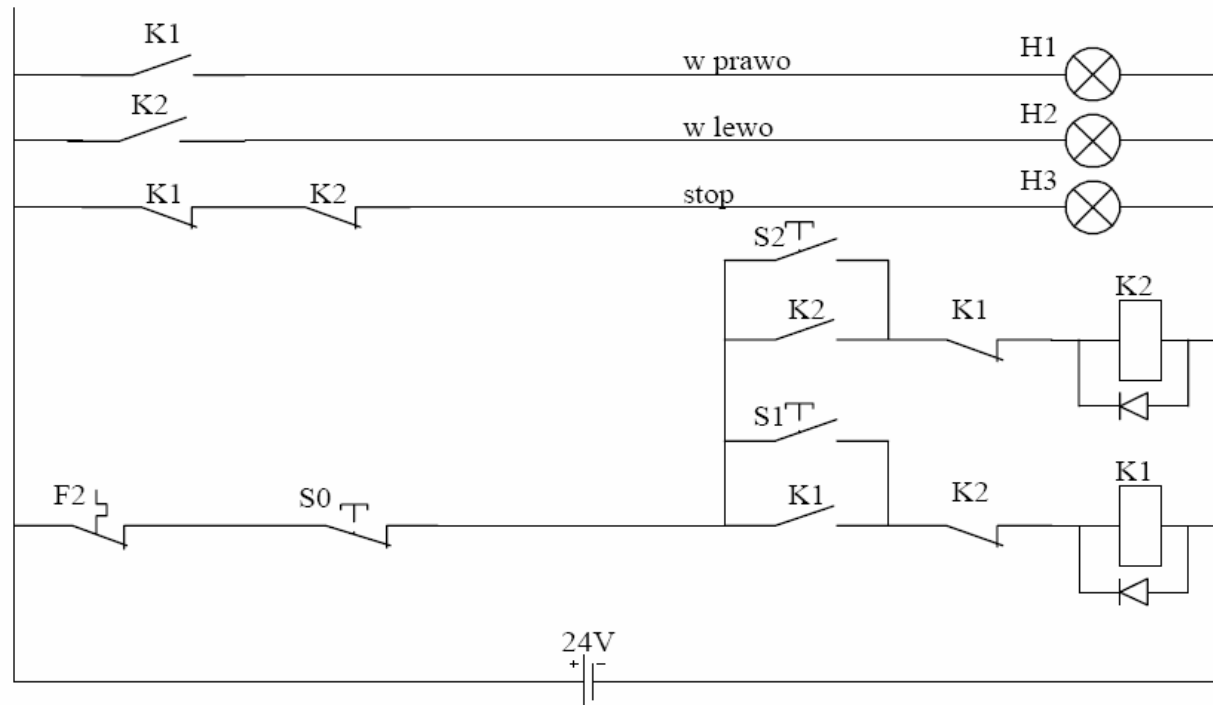 K1 w prawo H1
K2 w lewo H2
K1 K2 stop H3
S2
K2 K1 K2
S1
F2 S0 K1 K2 K1
24V
+ −